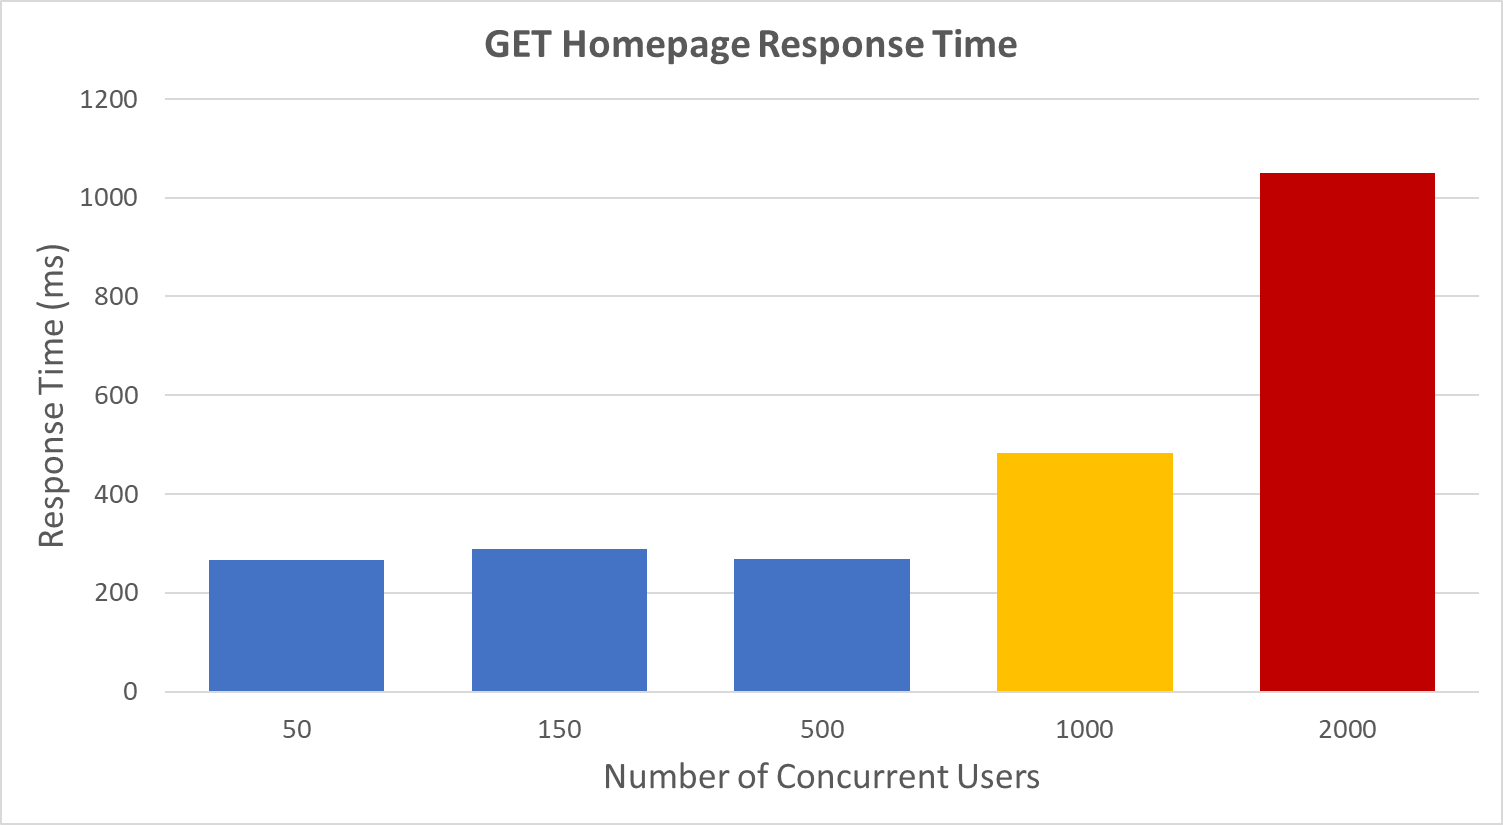 GET Homepage Response Time
1200
1000
800
600
400
200
0
Response Time (ms)
50 150 500 1000 2000
Number of Concurrent Users